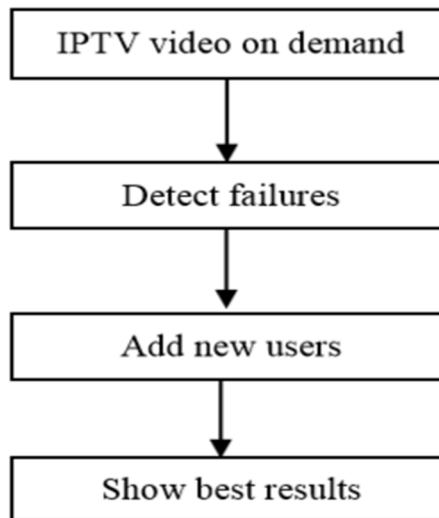 IPTV video on demand
Detect failures
Add new users
Show best results